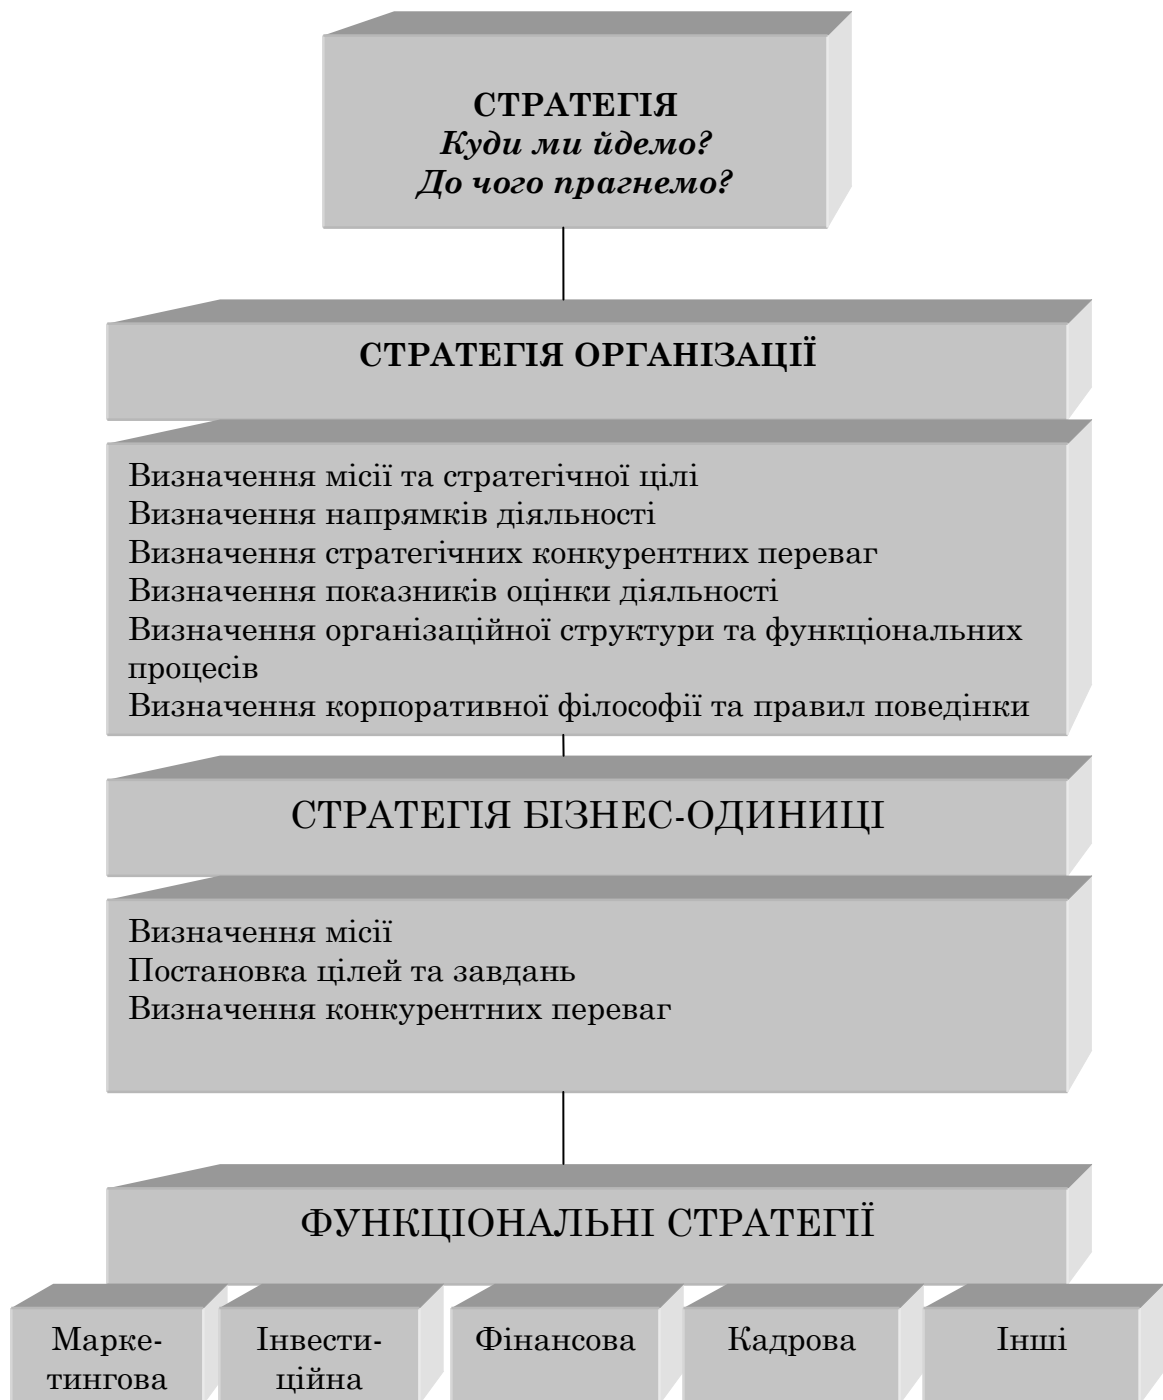 СТРАТЕГІЯ
Куди ми йдемо?
До чого прагнемо?
СТРАТЕГІЯ ОРГАНІЗАЦІЇ
Визначення місії та стратегічної цілі
Визначення напрямків діяльності
Визначення стратегічних конкурентних переваг
Визначення показників оцінки діяльності
Визначення організаційної структури та функціональних
процесів
Визначення корпоративної філософії та правил поведінки
СТРАТЕГІЯ БІЗНЕС-ОДИНИЦІ
Визначення місії
Постановка цілей та завдань
Визначення конкурентних переваг
ФУНКЦІОНАЛЬНІ СТРАТЕГІЇ
Марке-
тингова
Інвести-
ційна
Фінансова
Кадрова
Інші